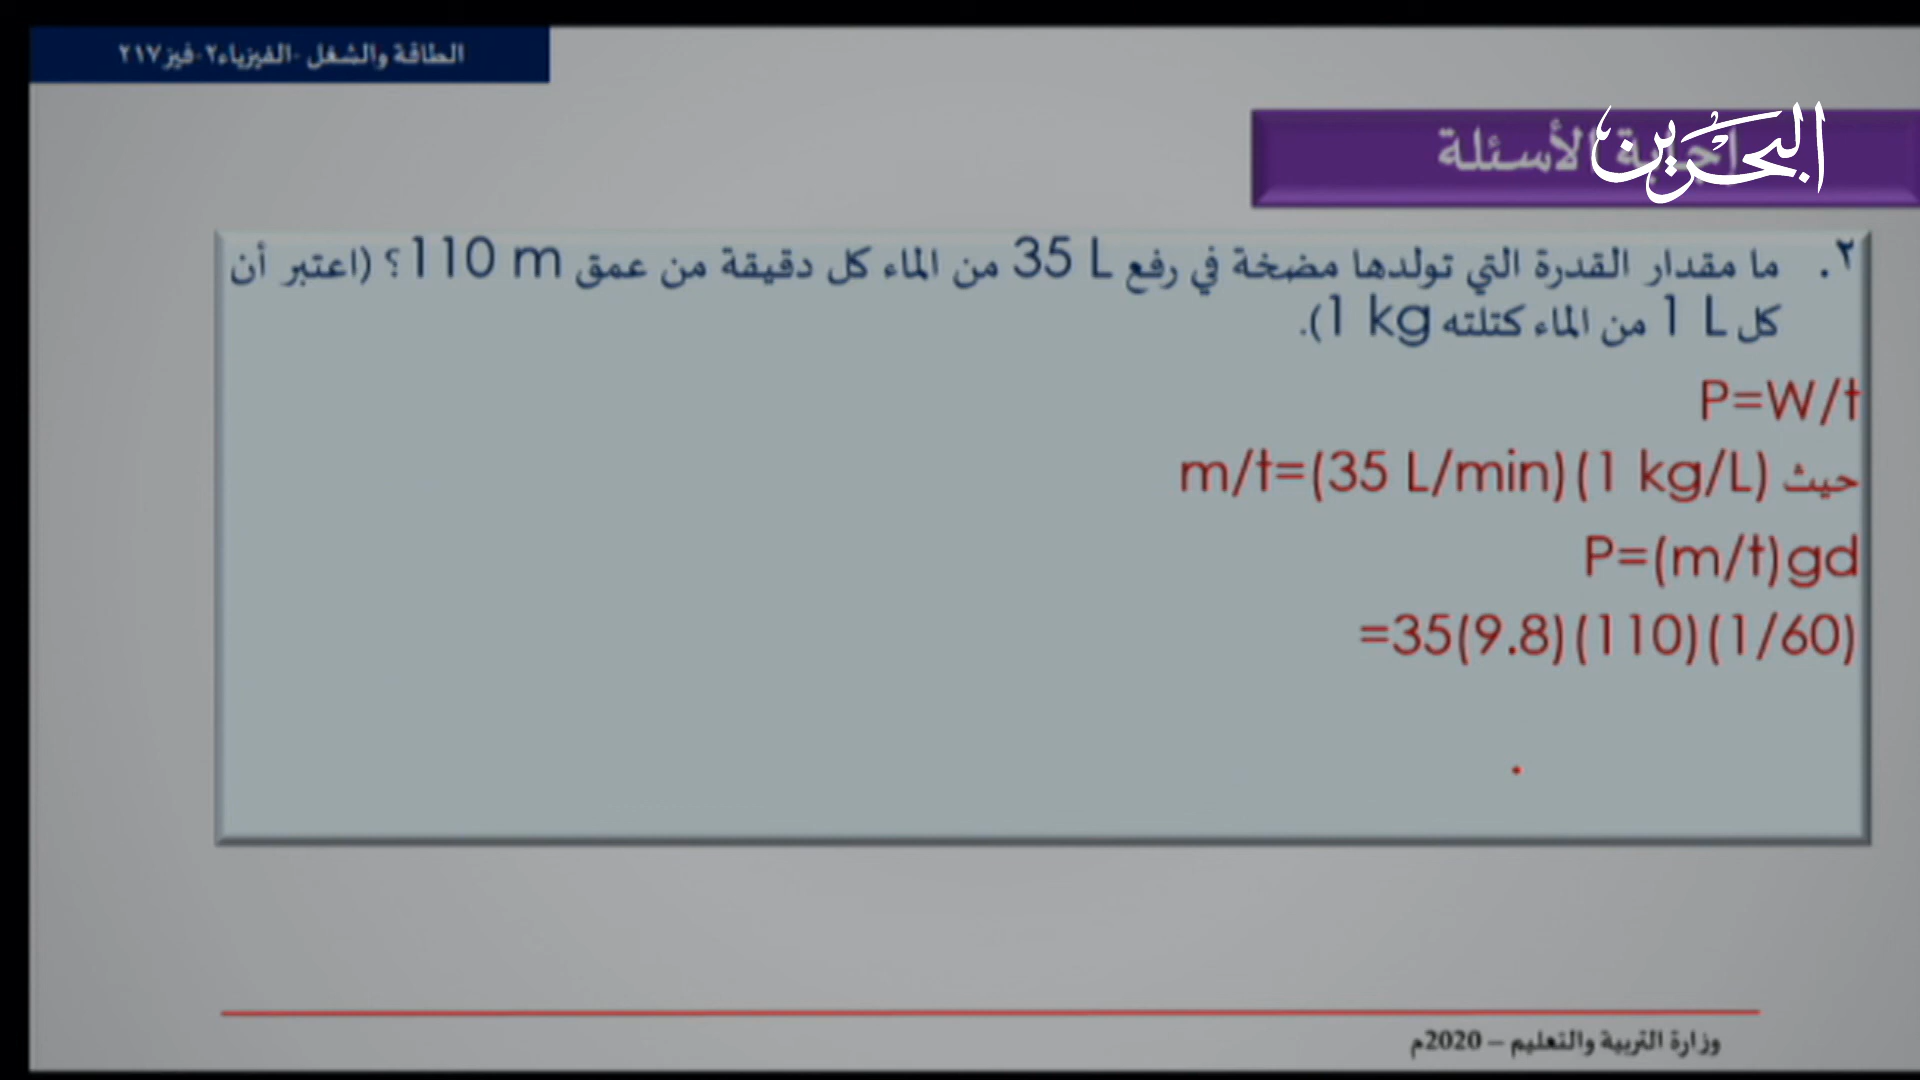 الطاقة والشغل -الفيزياء٢-فيز٢١٧
البحرين
إجابة الأسئلة
٢. ما مقدار القدرة التي تولدها مضخة في رفع 35 L من الماء كل دقيقة من عمق 110 m؟ (اعتبر أن
كل 1 L من الماء كتلته 1 kg).
P=W/t
حيث m/t=(35 L/min)(1 kg/L)
P=(m/t)gd
=35(9.8)(110)(1/60)
وزارة التربية والتعليم – 2020م